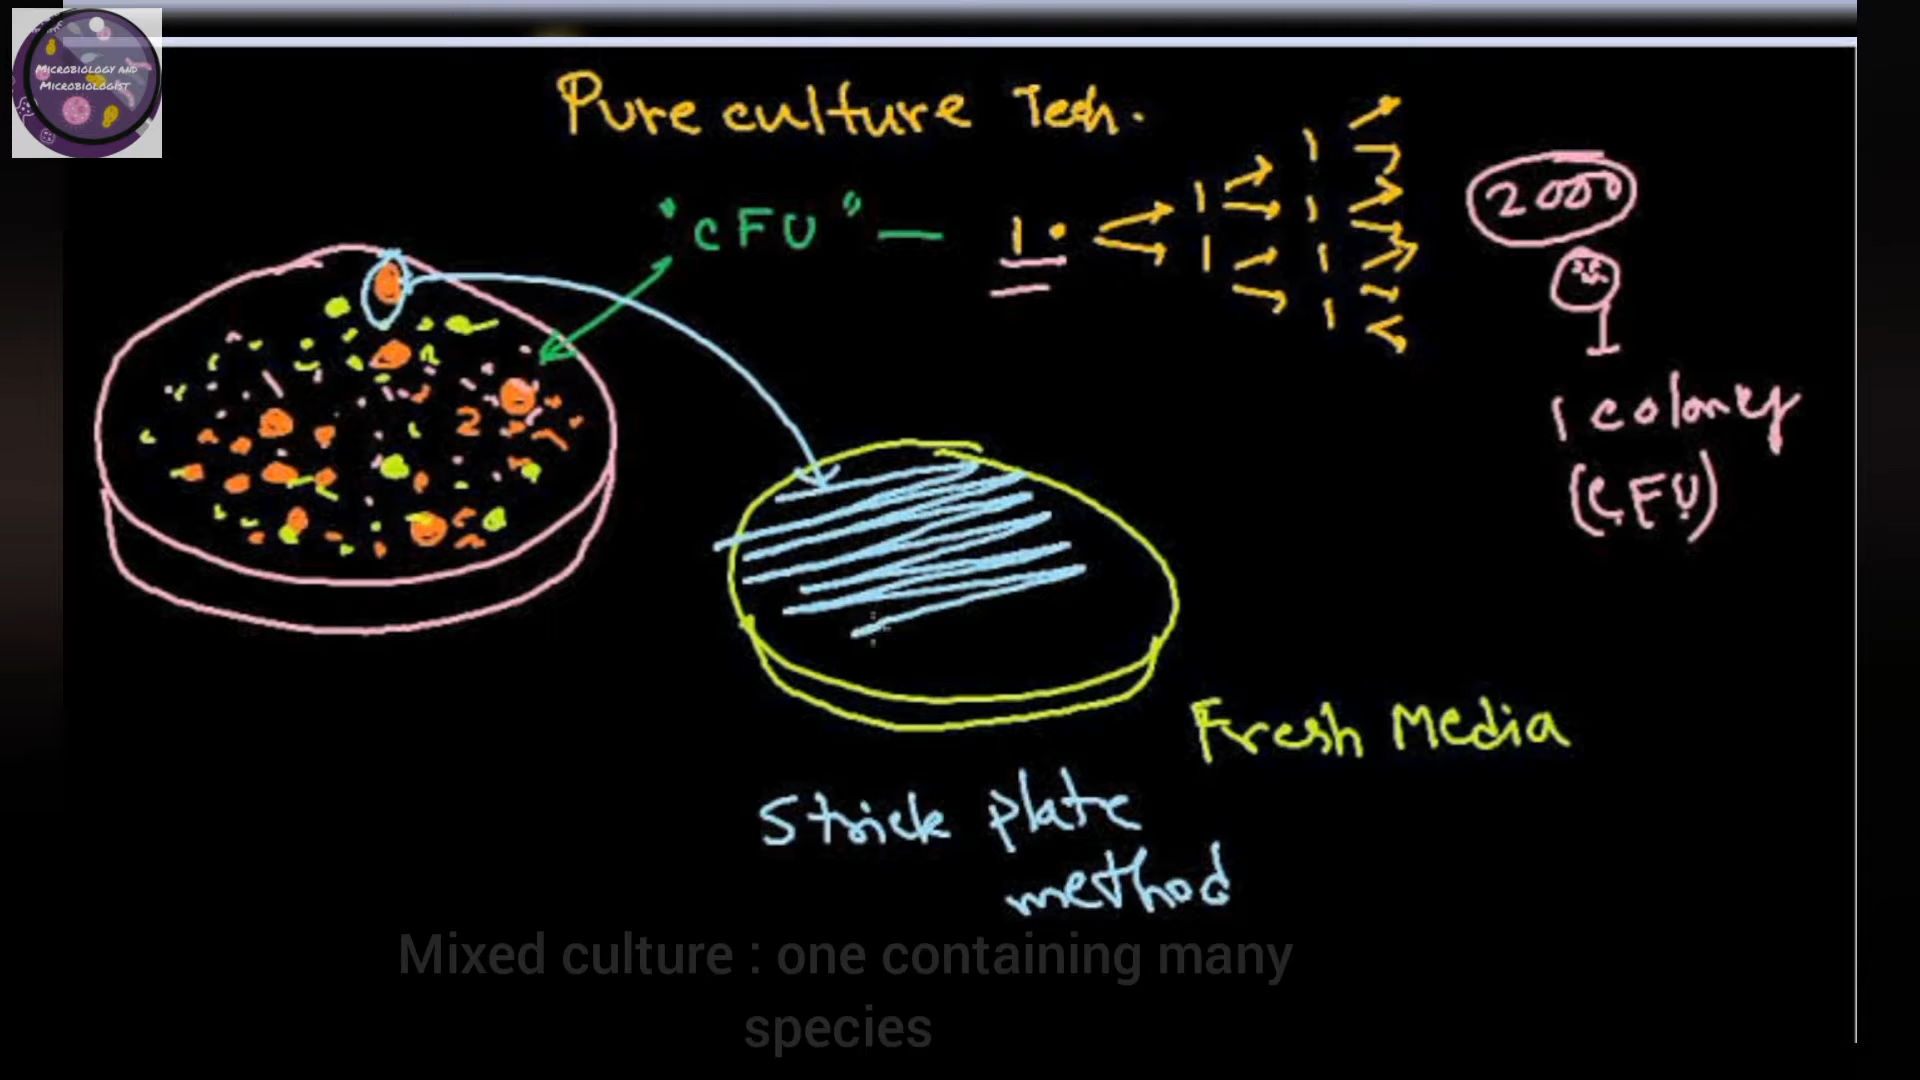 MICROBIOLOGY AND
MICROBIOLOGIST
Pure culture Tech.
"CFU" — 1
2000
1 coloney
(CFU)
Fresh Media
Strick plate
method
Mixed culture : one containing many
species